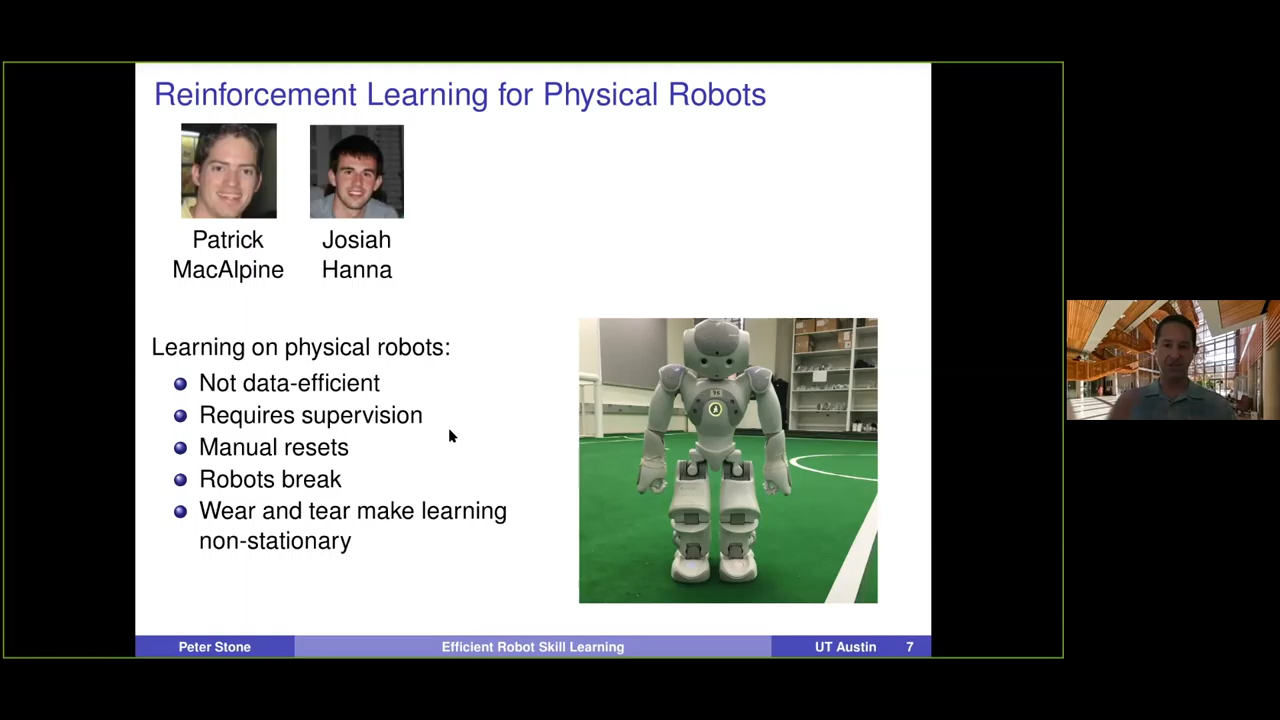 Reinforcement Learning for Physical Robots
Patrick
MacAlpine
Josiah
Hanna
Learning on physical robots:
Not data-efficient
Requires supervision
Manual resets
Robots break
Wear and tear make learning
non-stationary
Peter Stone
Efficient Robot Skill Learning
UT Austin
7